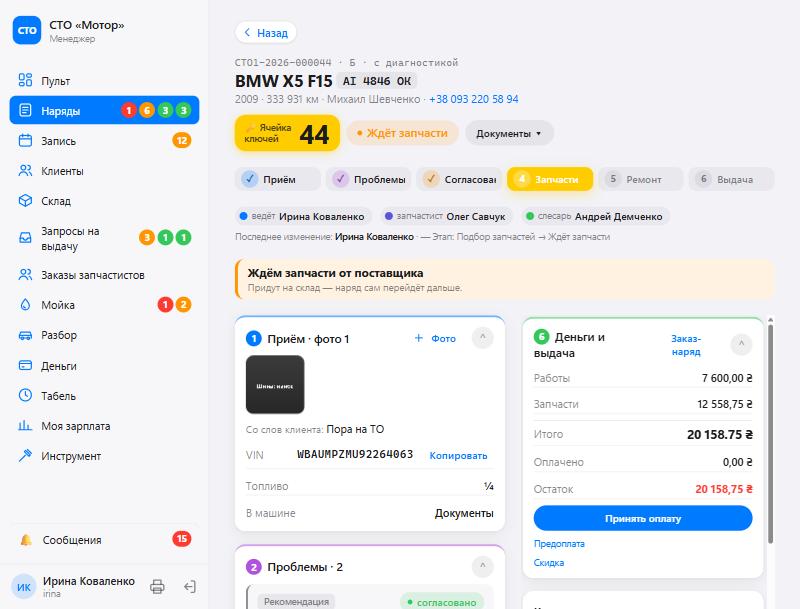 СТО
СТО «Мотор»
Менеджер
Пульт
Наряды 1 6 3 3
Запись 12
Клиенты
Склад
Запросы на выдачу 3 1 1
Заказы запчастистов
Мойка 1 2
Разбор
Деньги
Табель
Моя зарплата
Инструмент
Сообщения 15
ИК
Ирина Коваленко
irina
Назад
СТО1-2026-000044 · Б · с диагностикой
BMW X5 F15 AI 4846 OK
2009 · 333 931 км · Михаил Шевченко · +38 093 220 58 94
Ячейка ключей 44
Ждёт запчасти
Документы
Приём
Проблемы
Согласован
4 Запчасти
5 Ремонт
6 Выдача
ведёт Ирина Коваленко
запчастист Олег Савчук
слесарь Андрей Демченко
Последнее изменение: Ирина Коваленко · — Этап: Подбор запчастей → Ждёт запчасти
Ждём запчасти от поставщика
Придут на склад — наряд сам перейдёт дальше.
1 Приём · фото 1
+ Фото
Со слов клиента: Пора на ТО
VIN WBAUMPZMU92264063 Копировать
Топливо ¼
В машине Документы
2 Проблемы · 2
Рекомендация
согласовано
6 Деньги и выдача
Заказ-наряд
Работы 7 600,00 ₴
Запчасти 12 558,75 ₴
Итого 20 158.75 ₴
Оплачено 0,00 ₴
Остаток 20 158,75 ₴
Принять оплату
Предоплата
Скидка